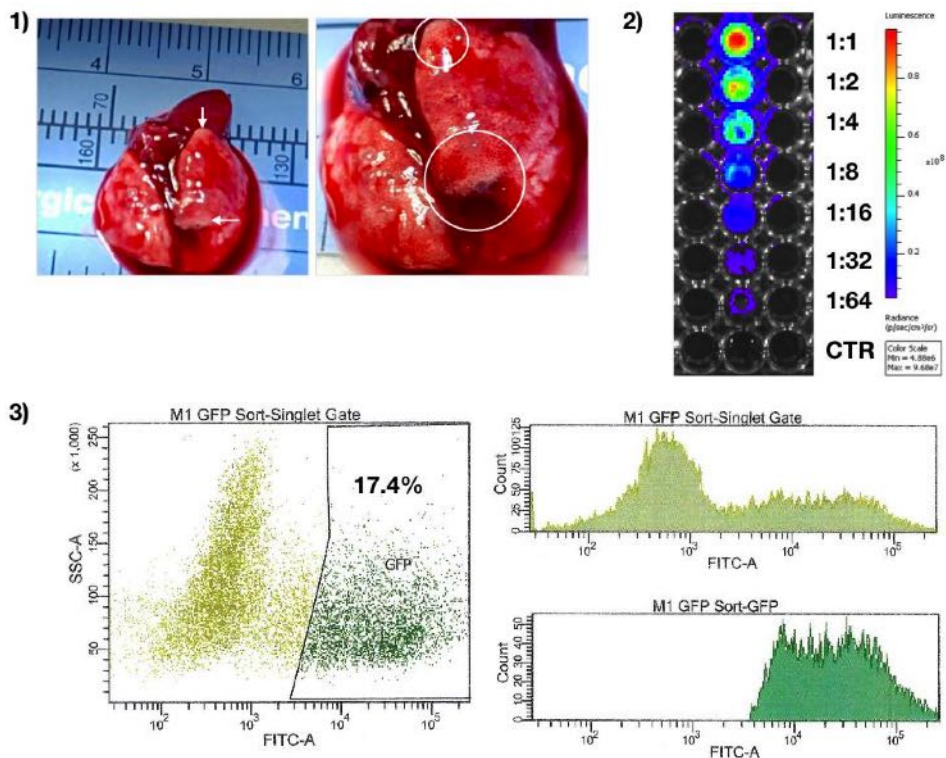 1)
4
5
6
70
160
130
rgic
men
2)
1:1
1:2
1:4
1:8
1:16
1:32
1:64
CTR
Luminescence
0.8
0.6
0.4
0.2
x10⁸
Radiance
(p/sec/cm²/sr)
Color Scale
Min = 4.88e6
Max = 9.68e7
3)
M1 GFP Sort-Singlet Gate
(x 1,000)
SSC-A
250
200
150
100
50
17.4%
GFP
10² 10³ 10⁴ 10⁵
FITC-A
M1 GFP Sort-Singlet Gate
Count
125
100
75
50
25
0
10² 10³ 10⁴ 10⁵
FITC-A
M1 GFP Sort-GFP
Count
50
40
30
20
10
0
10² 10³ 10⁴ 10⁵
FITC-A